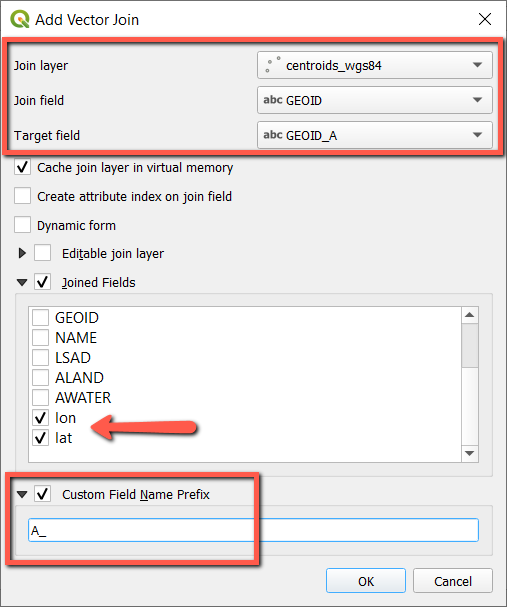 Add Vector Join
Join layer centroids_wgs84
Join field abc GEOID
Target field abc GEOID_A
Cache join layer in virtual memory
Create attribute index on join field
Dynamic form
Editable join layer
Joined Fields
GEOID
NAME
LSAD
ALAND
AWATER
lon
lat
Custom Field Name Prefix
A_
OK Cancel